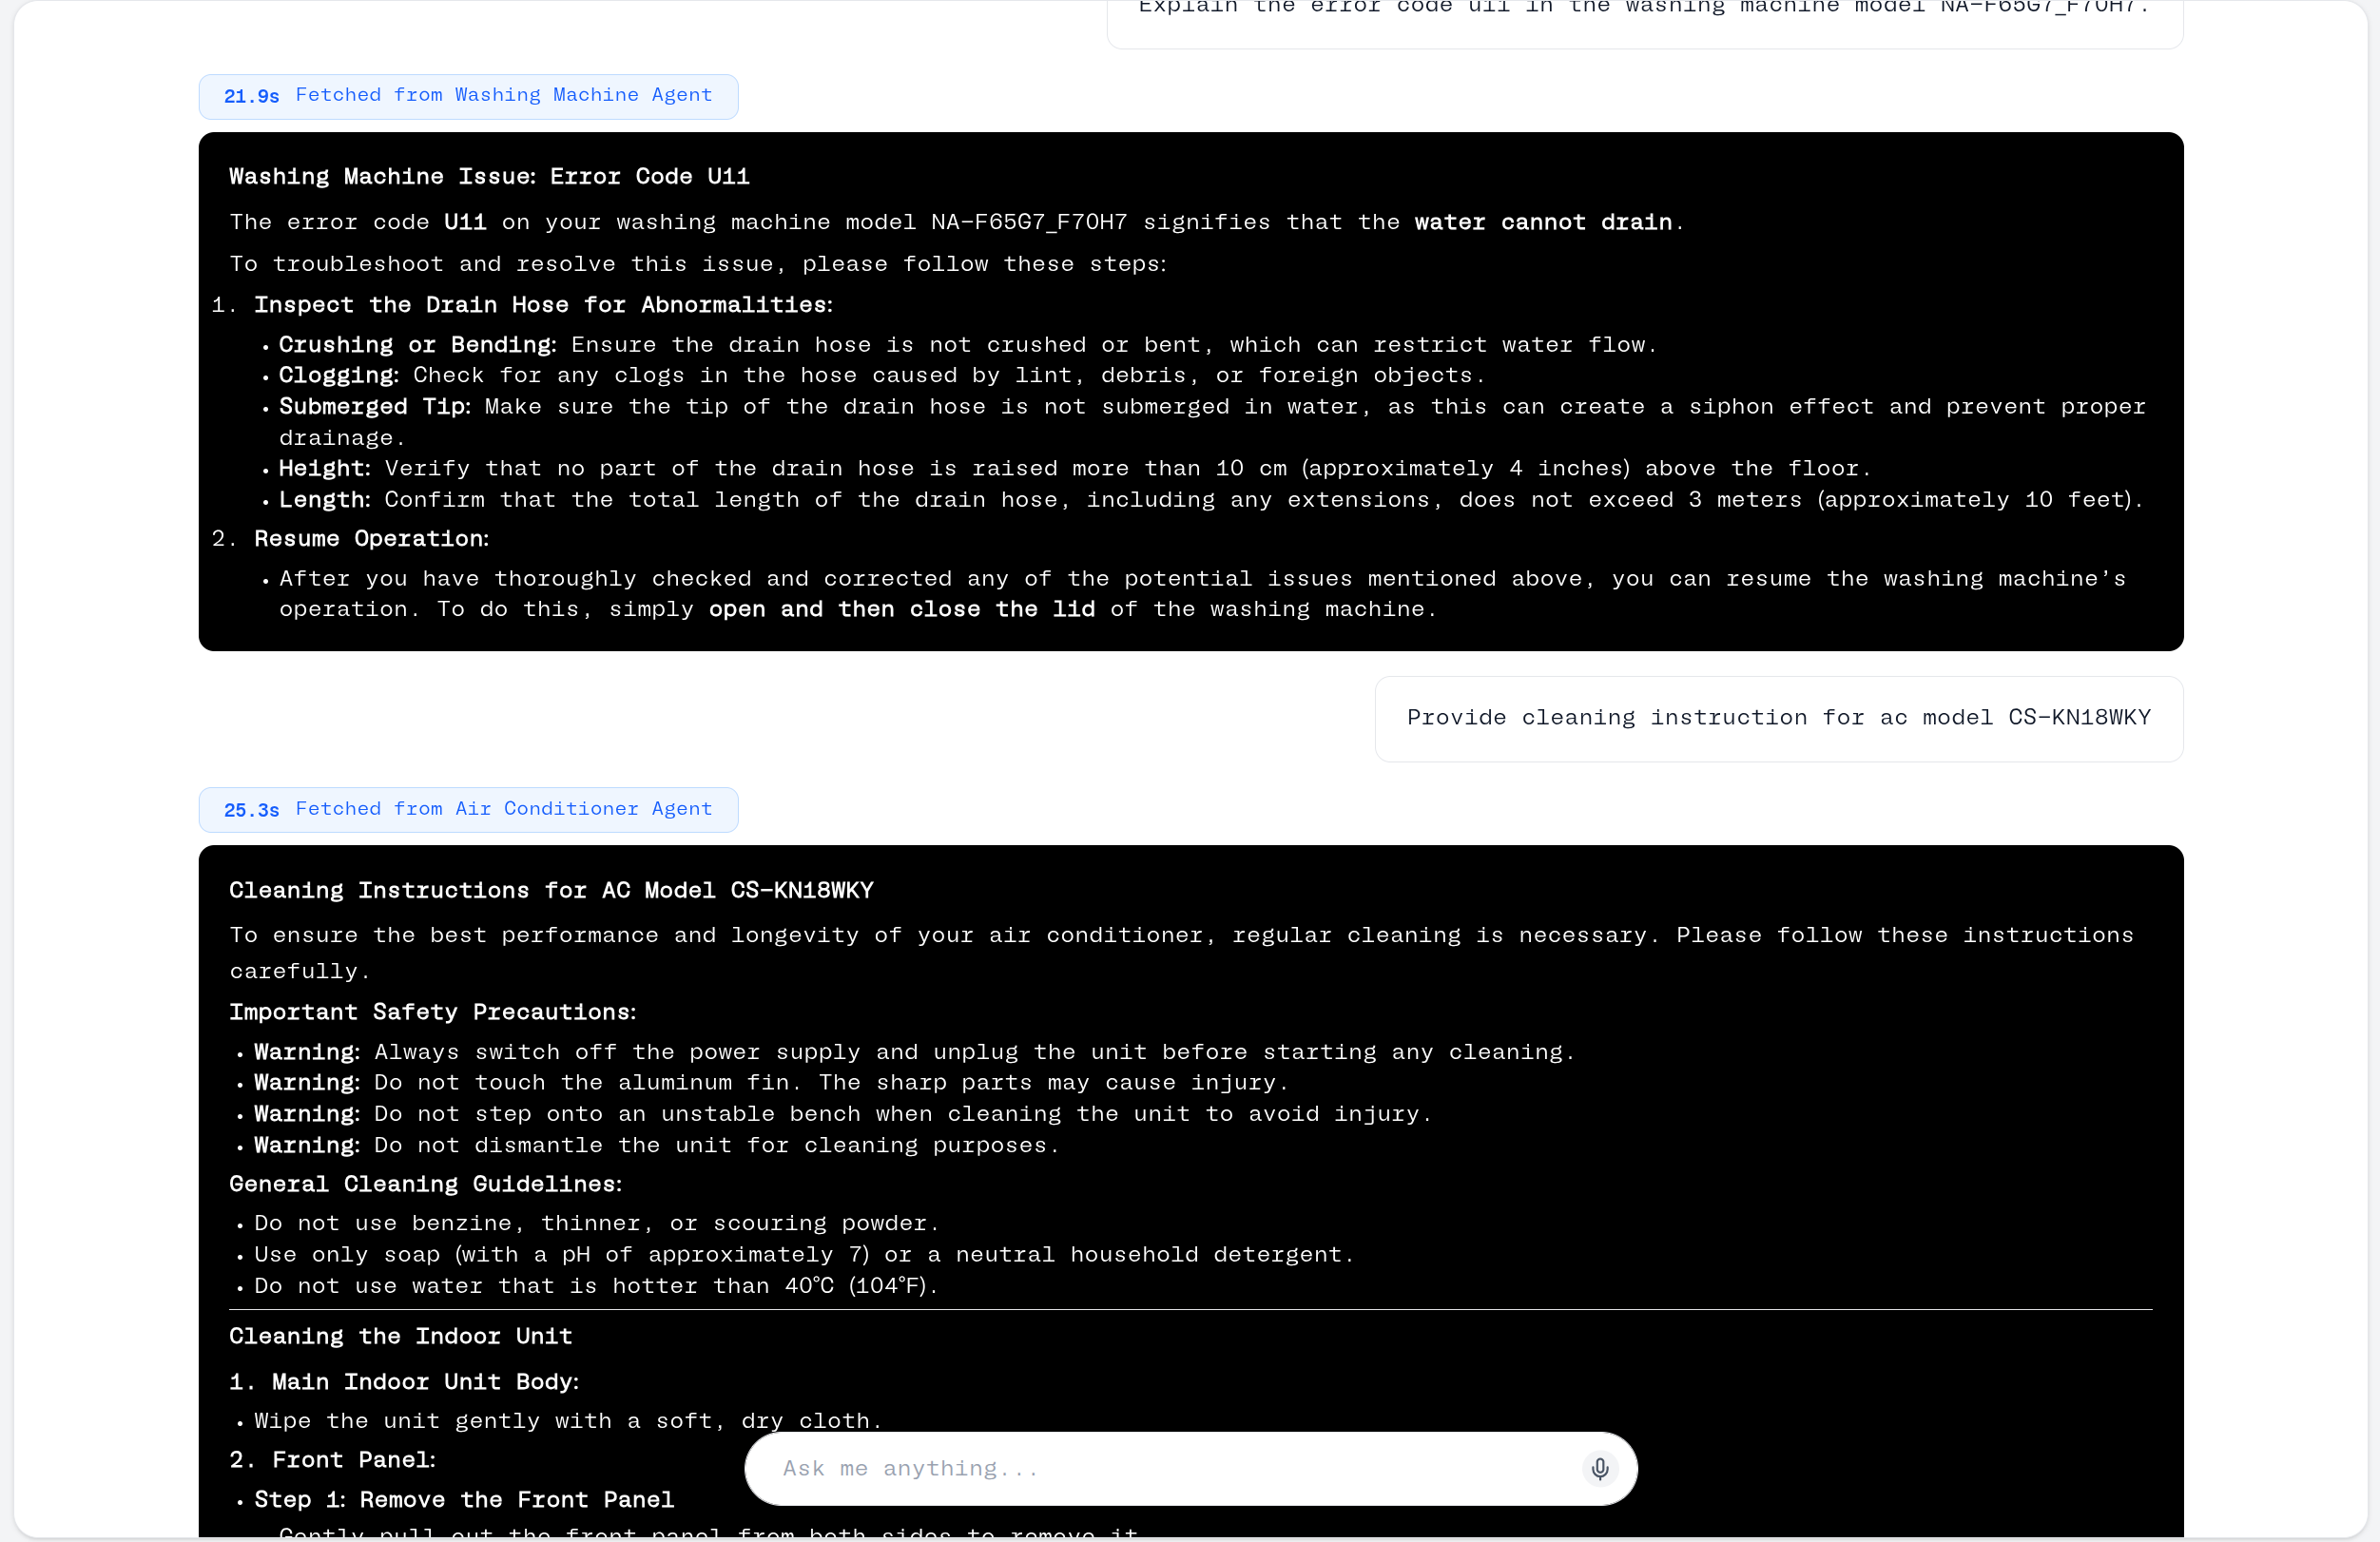 Explain the error code u11 in the washing machine model NA-F65G7_F70H7.
21.9s Fetched from Washing Machine Agent
Washing Machine Issue: Error Code U11
The error code U11 on your washing machine model NA-F65G7_F70H7 signifies that the water cannot drain.
To troubleshoot and resolve this issue, please follow these steps:
1. Inspect the Drain Hose for Abnormalities:
• Crushing or Bending: Ensure the drain hose is not crushed or bent, which can restrict water flow.
• Clogging: Check for any clogs in the hose caused by lint, debris, or foreign objects.
• Submerged Tip: Make sure the tip of the drain hose is not submerged in water, as this can create a siphon effect and prevent proper
drainage.
• Height: Verify that no part of the drain hose is raised more than 10 cm (approximately 4 inches) above the floor.
• Length: Confirm that the total length of the drain hose, including any extensions, does not exceed 3 meters (approximately 10 feet).
2. Resume Operation:
• After you have thoroughly checked and corrected any of the potential issues mentioned above, you can resume the washing machine’s
operation. To do this, simply open and then close the lid of the washing machine.
Provide cleaning instruction for ac model CS-KN18WKY
25.3s Fetched from Air Conditioner Agent
Cleaning Instructions for AC Model CS-KN18WKY
To ensure the best performance and longevity of your air conditioner, regular cleaning is necessary. Please follow these instructions
carefully.
Important Safety Precautions:
• Warning: Always switch off the power supply and unplug the unit before starting any cleaning.
• Warning: Do not touch the aluminum fin. The sharp parts may cause injury.
• Warning: Do not step onto an unstable bench when cleaning the unit to avoid injury.
• Warning: Do not dismantle the unit for cleaning purposes.
General Cleaning Guidelines:
• Do not use benzine, thinner, or scouring powder.
• Use only soap (with a pH of approximately 7) or a neutral household detergent.
• Do not use water that is hotter than 40°C (104°F).
Cleaning the Indoor Unit
1. Main Indoor Unit Body:
• Wipe the unit gently with a soft, dry cloth.
2. Front Panel:
Ask me anything...
• Step 1: Remove the Front Panel
Gently pull out the front panel from both sides to remove it